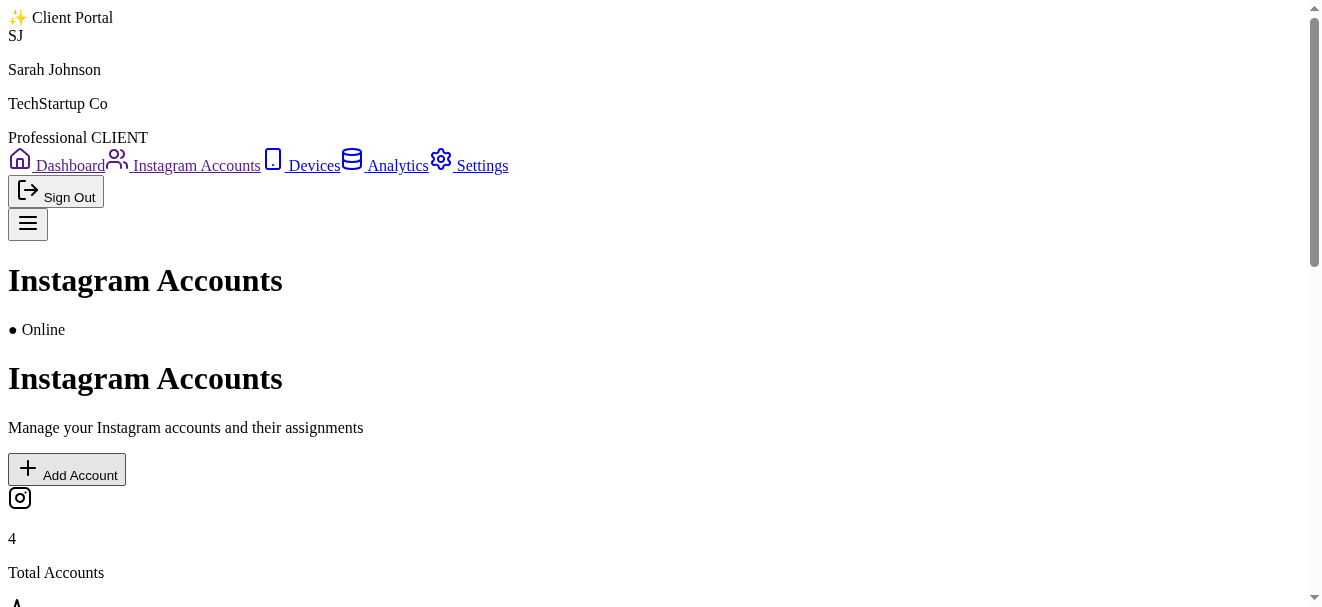 ✨ Client Portal
SJ
Sarah Johnson
TechStartup Co
Professional CLIENT
Dashboard Instagram Accounts Devices Analytics Settings
Sign Out
Instagram Accounts
● Online
Instagram Accounts
Manage your Instagram accounts and their assignments
Add Account
4
Total Accounts